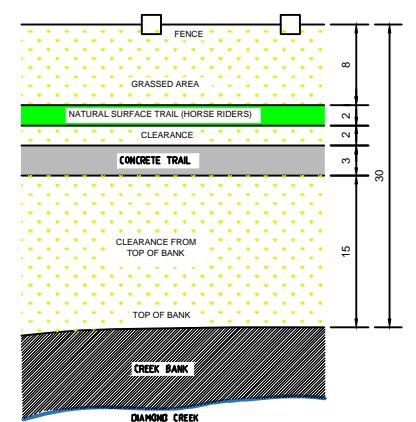 FENCE
8
GRASSED AREA
NATURAL SURFACE TRAIL (HORSE RIDERS)
2
CLEARANCE
2
CONCRETE TRAIL
3
30
CLEARANCE FROM
TOP OF BANK
15
TOP OF BANK
CREEK BANK
DIAMOND CREEK